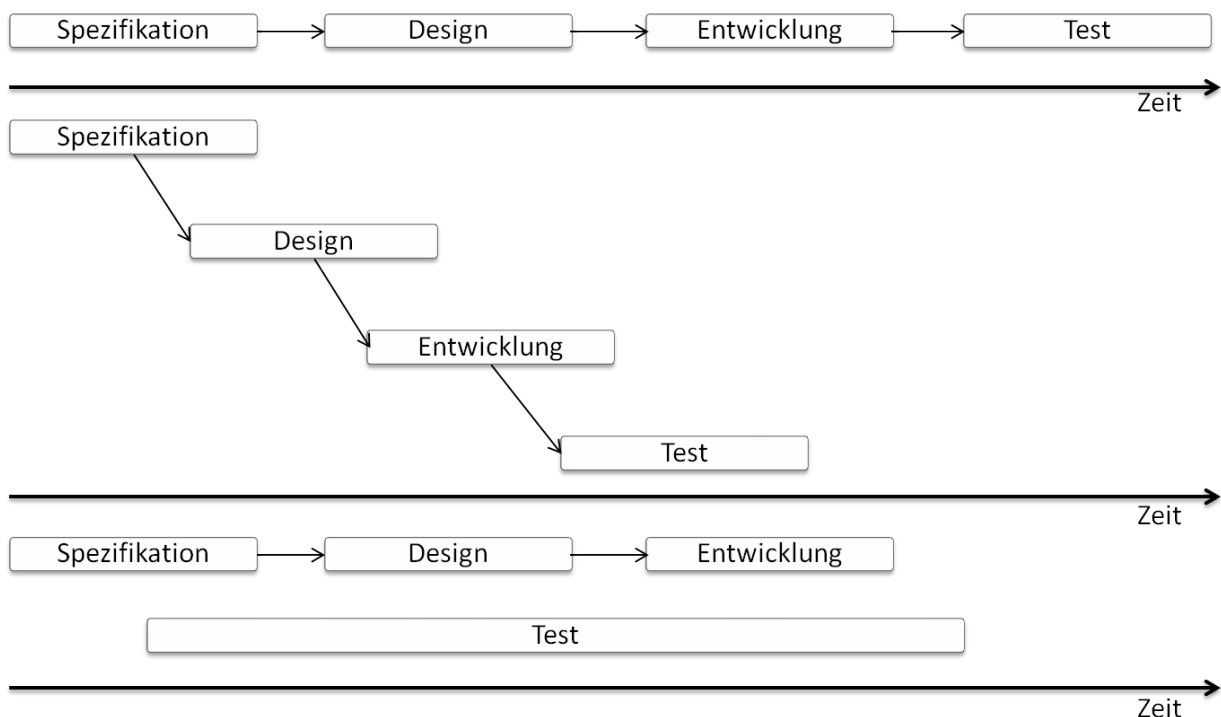 Spezifikation Design Entwicklung Test
Zeit
Spezifikation
Design
Entwicklung
Test
Zeit
Spezifikation Design Entwicklung
Test
Zeit